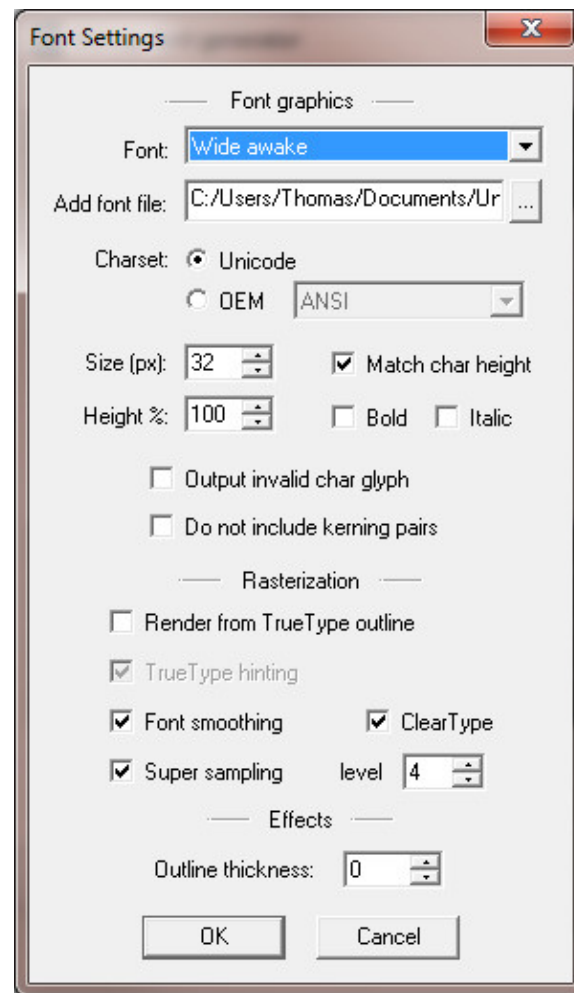 Font Settings
Font graphics
Font: Wide awake
Add font file: C:/Users/Thomas/Documents/Ur ...
Charset: Unicode
OEM ANSI
Size (px): 32 Match char height
Height %: 100 Bold Italic
Output invalid char glyph
Do not include kerning pairs
Rasterization
Render from TrueType outline
TrueType hinting
Font smoothing ClearType
Super sampling level 4
Effects
Outline thickness: 0
OK Cancel